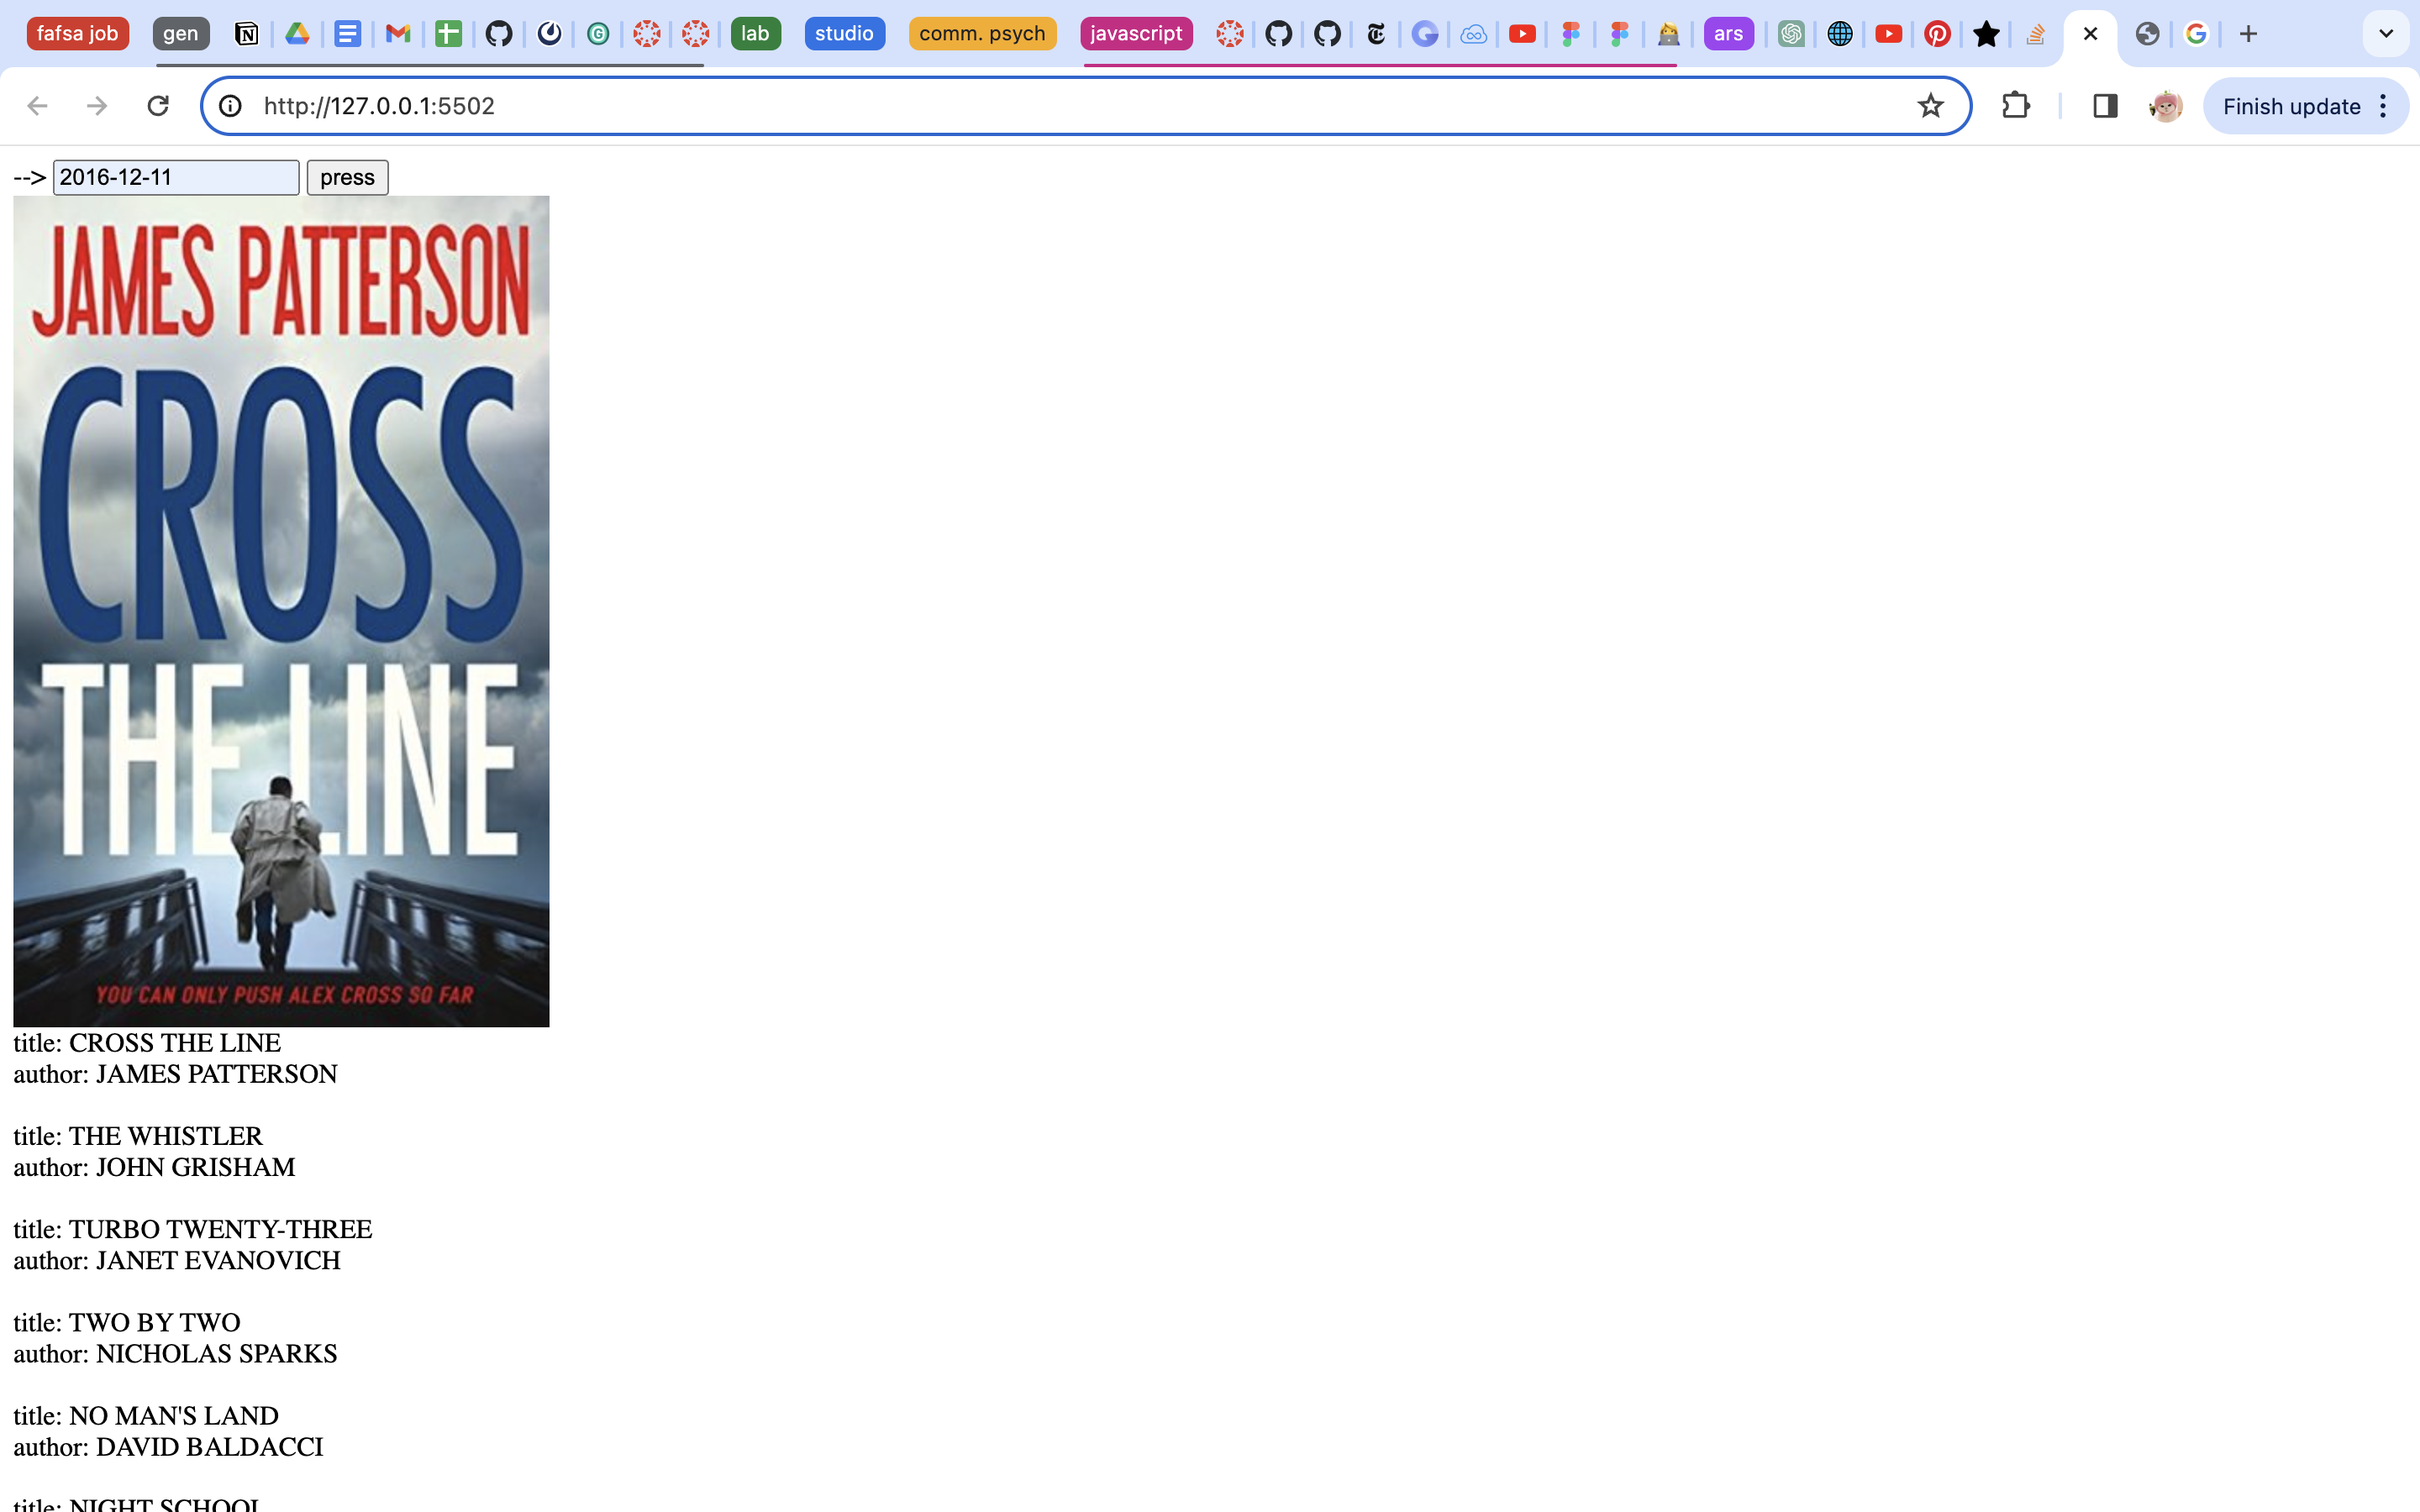 fafsa job gen lab studio comm. psych javascript ars
http://127.0.0.1:5502
Finish update
--> 2016-12-11 press
JAMES PATTERSON
CROSS
THE LINE
YOU CAN ONLY PUSH ALEX CROSS SO FAR
title: CROSS THE LINE
author: JAMES PATTERSON
title: THE WHISTLER
author: JOHN GRISHAM
title: TURBO TWENTY-THREE
author: JANET EVANOVICH
title: TWO BY TWO
author: NICHOLAS SPARKS
title: NO MAN'S LAND
author: DAVID BALDACCI
title: NIGHT SCHOOL